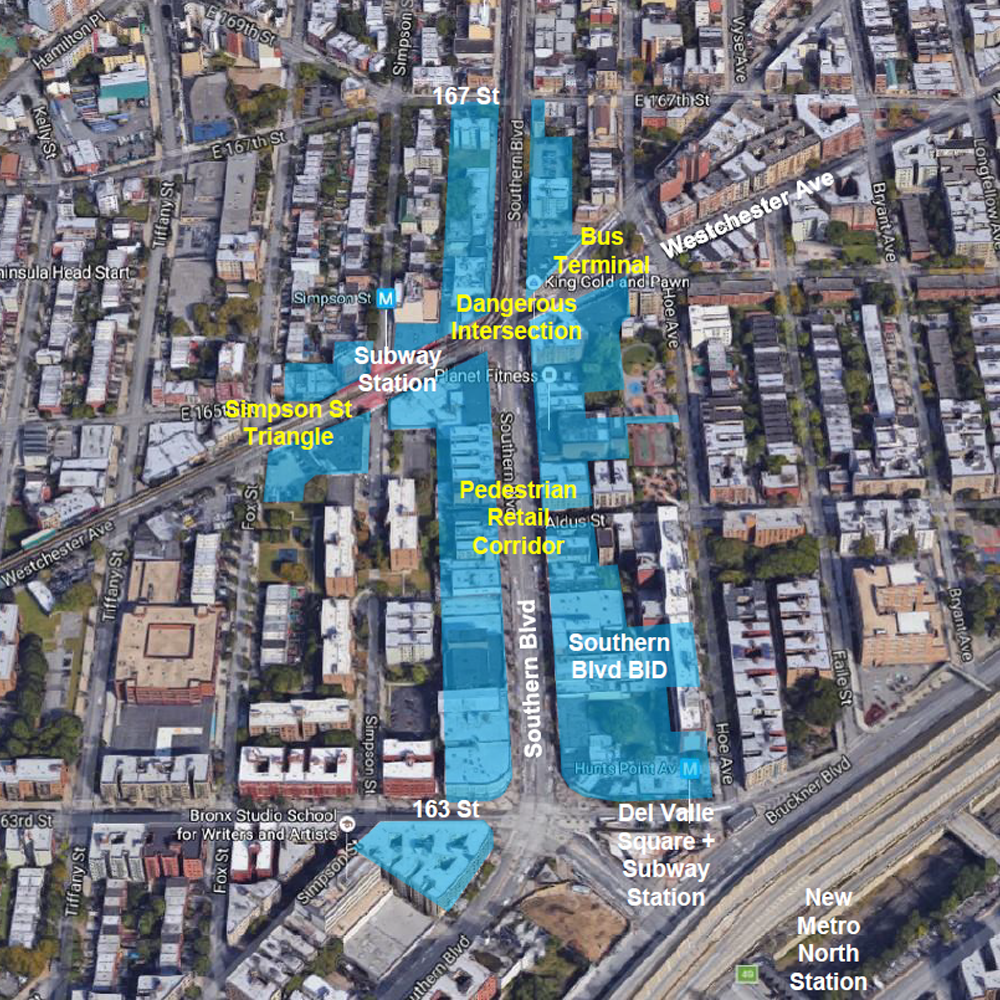 Hamilton Pl
E 169th St
Simpson S
Vyse Ave
167 St
E 167th St
Kelly St
E 167th St
Southern Blvd
Tiffany St
Westchester Ave
Bryant Ave
Longfellow Av
Bus
Terminal
ninsula Head Start
King Gold and Pawn
Simpson St M
Dangerous
Intersection
Hoe Ave
Subway
Station
Planet Fitness
E 165
Simpson St
Triangle
Southern
Fox St
Pedestrian
Retail
Corridor
Aldus St
Westchester Ave
Tiffany St
Bryant Ave
Southern Blvd
Southern
Blvd BID
Faile St
Simpson St
Hoe Ave
Hunts Point Av M
Bruckner Blvd
63rd St
Bronx Studio School
for Writers and Artists
163 St
Del Valle
Square +
Subway
Station
Tiffany St
Fox St
Simpson
New
Metro
North
Station
uthern Blvd